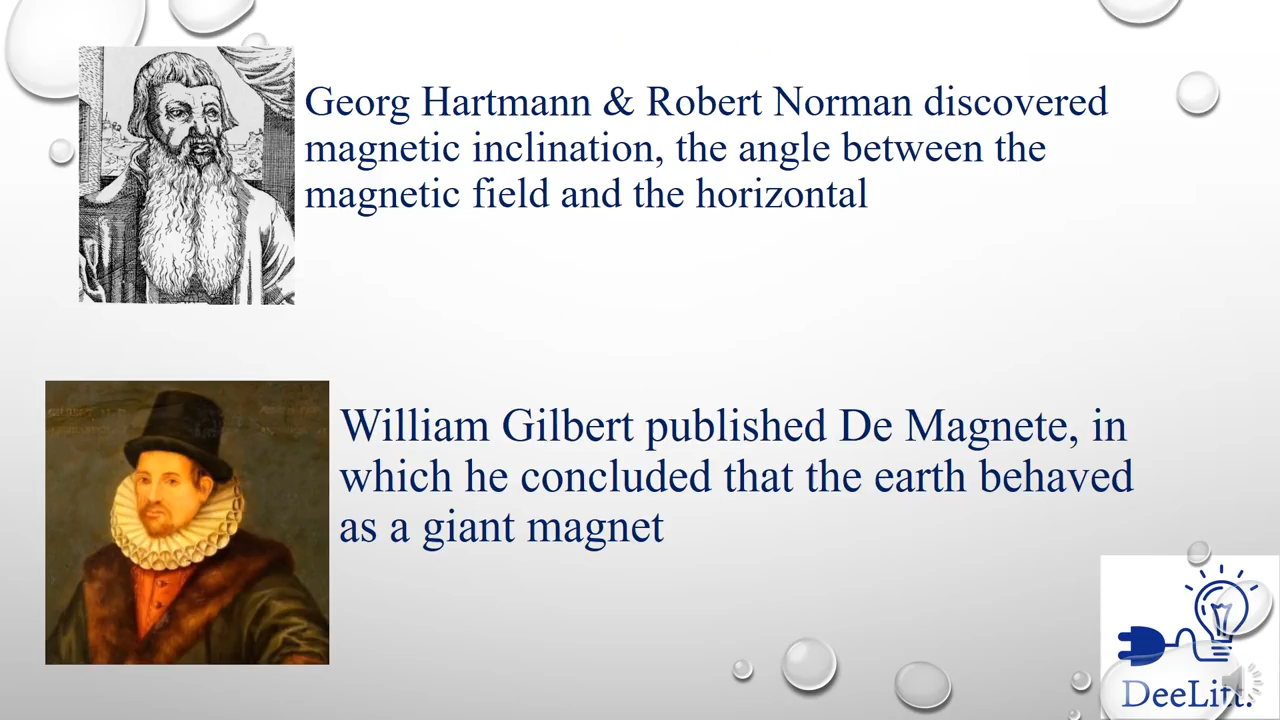 Georg Hartmann & Robert Norman discovered
magnetic inclination, the angle between the
magnetic field and the horizontal
William Gilbert published De Magnete, in
which he concluded that the earth behaved
as a giant magnet
DeeLitt.